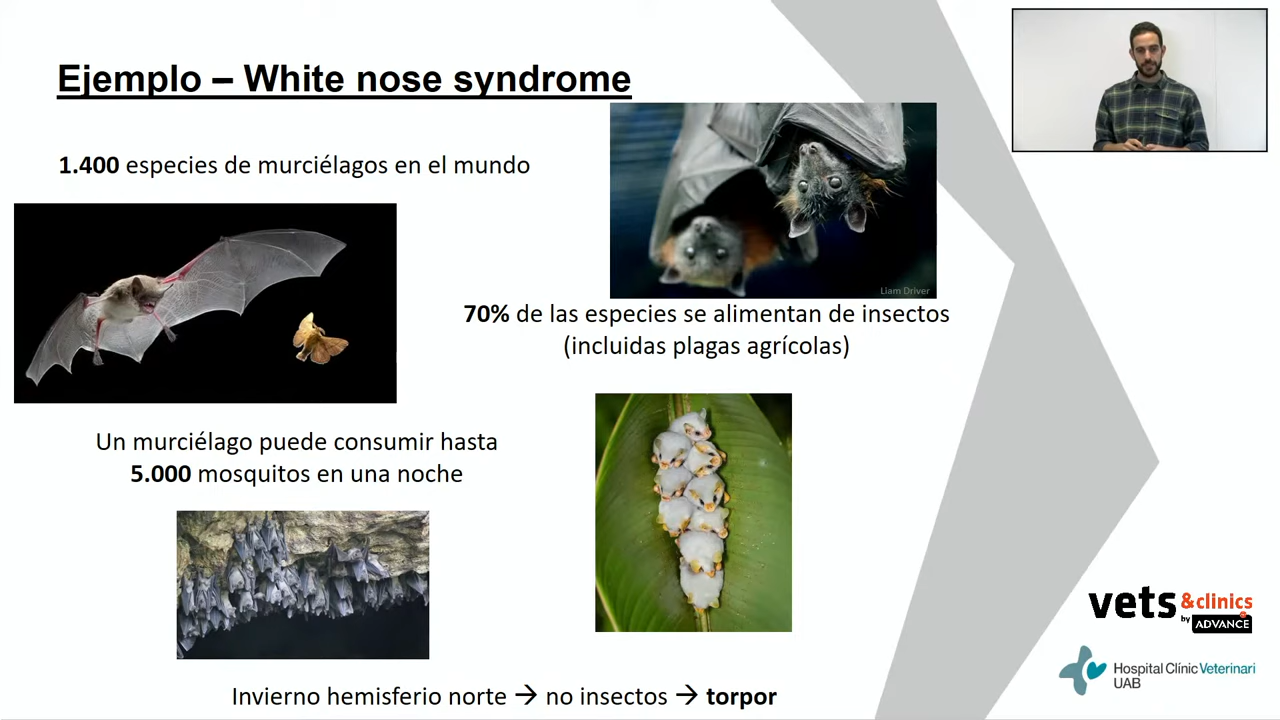 Ejemplo – White nose syndrome
1.400 especies de murciélagos en el mundo
Liam Driver
70% de las especies se alimentan de insectos
(incluidas plagas agrícolas)
Un murciélago puede consumir hasta
5.000 mosquitos en una noche
Invierno hemisferio norte → no insectos → torpor
vets &clinics
by ADVANCE
Hospital Clínic Veterinari
UAB